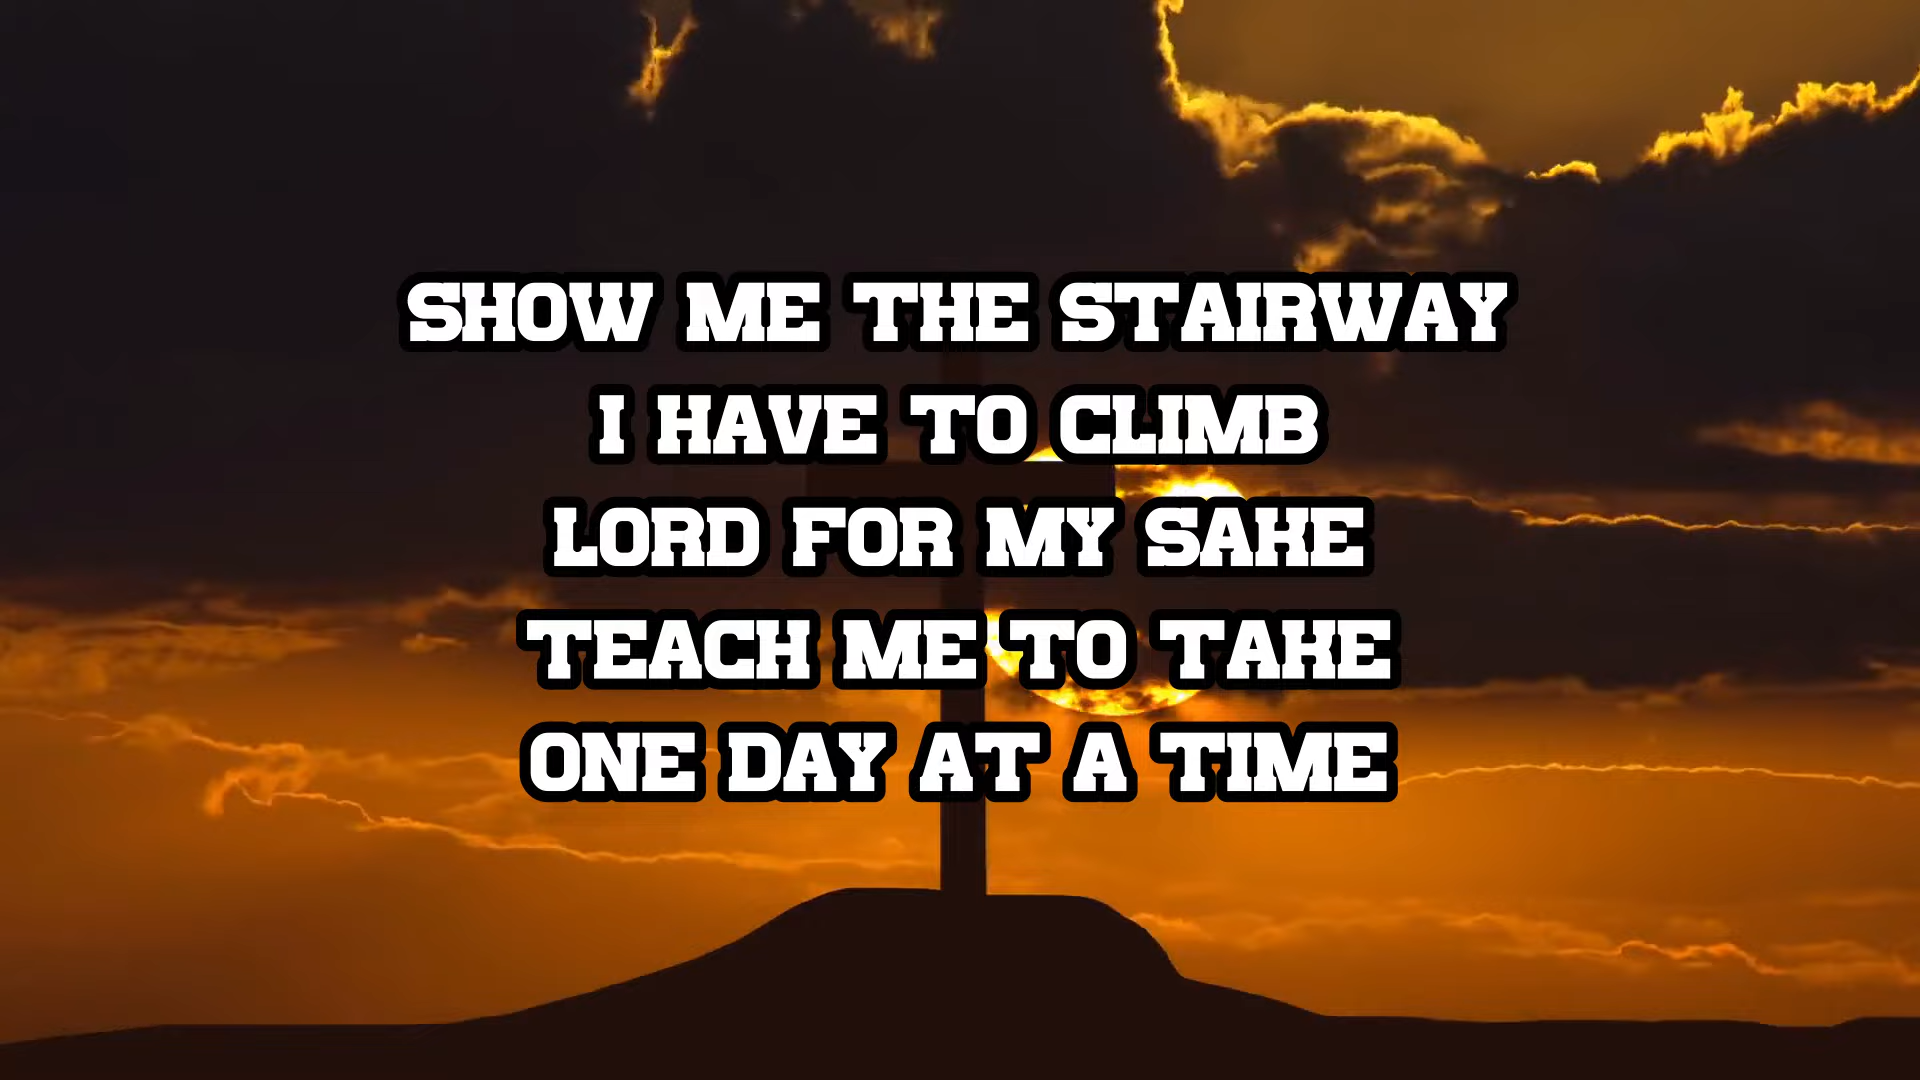 SHOW ME THE STAIRWAY
I HAVE TO CLIMB
LORD FOR MY SAKE
TEACH ME TO TAKE
ONE DAY AT A TIME